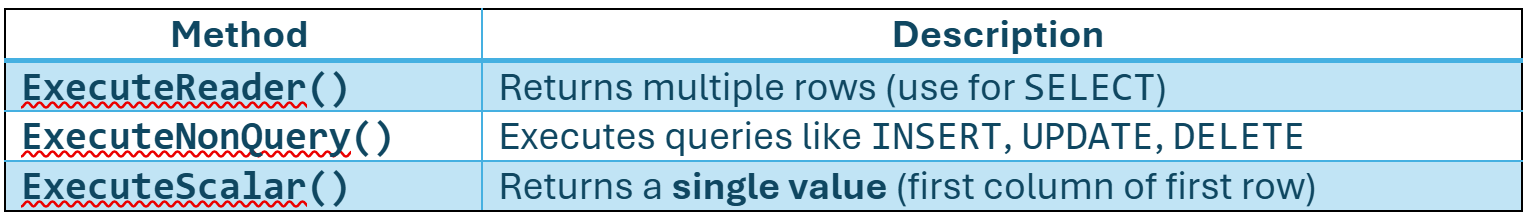 Method Description
ExecuteReader() Returns multiple rows (use for SELECT)
ExecuteNonQuery() Executes queries like INSERT, UPDATE, DELETE
ExecuteScalar() Returns a single value (first column of first row)